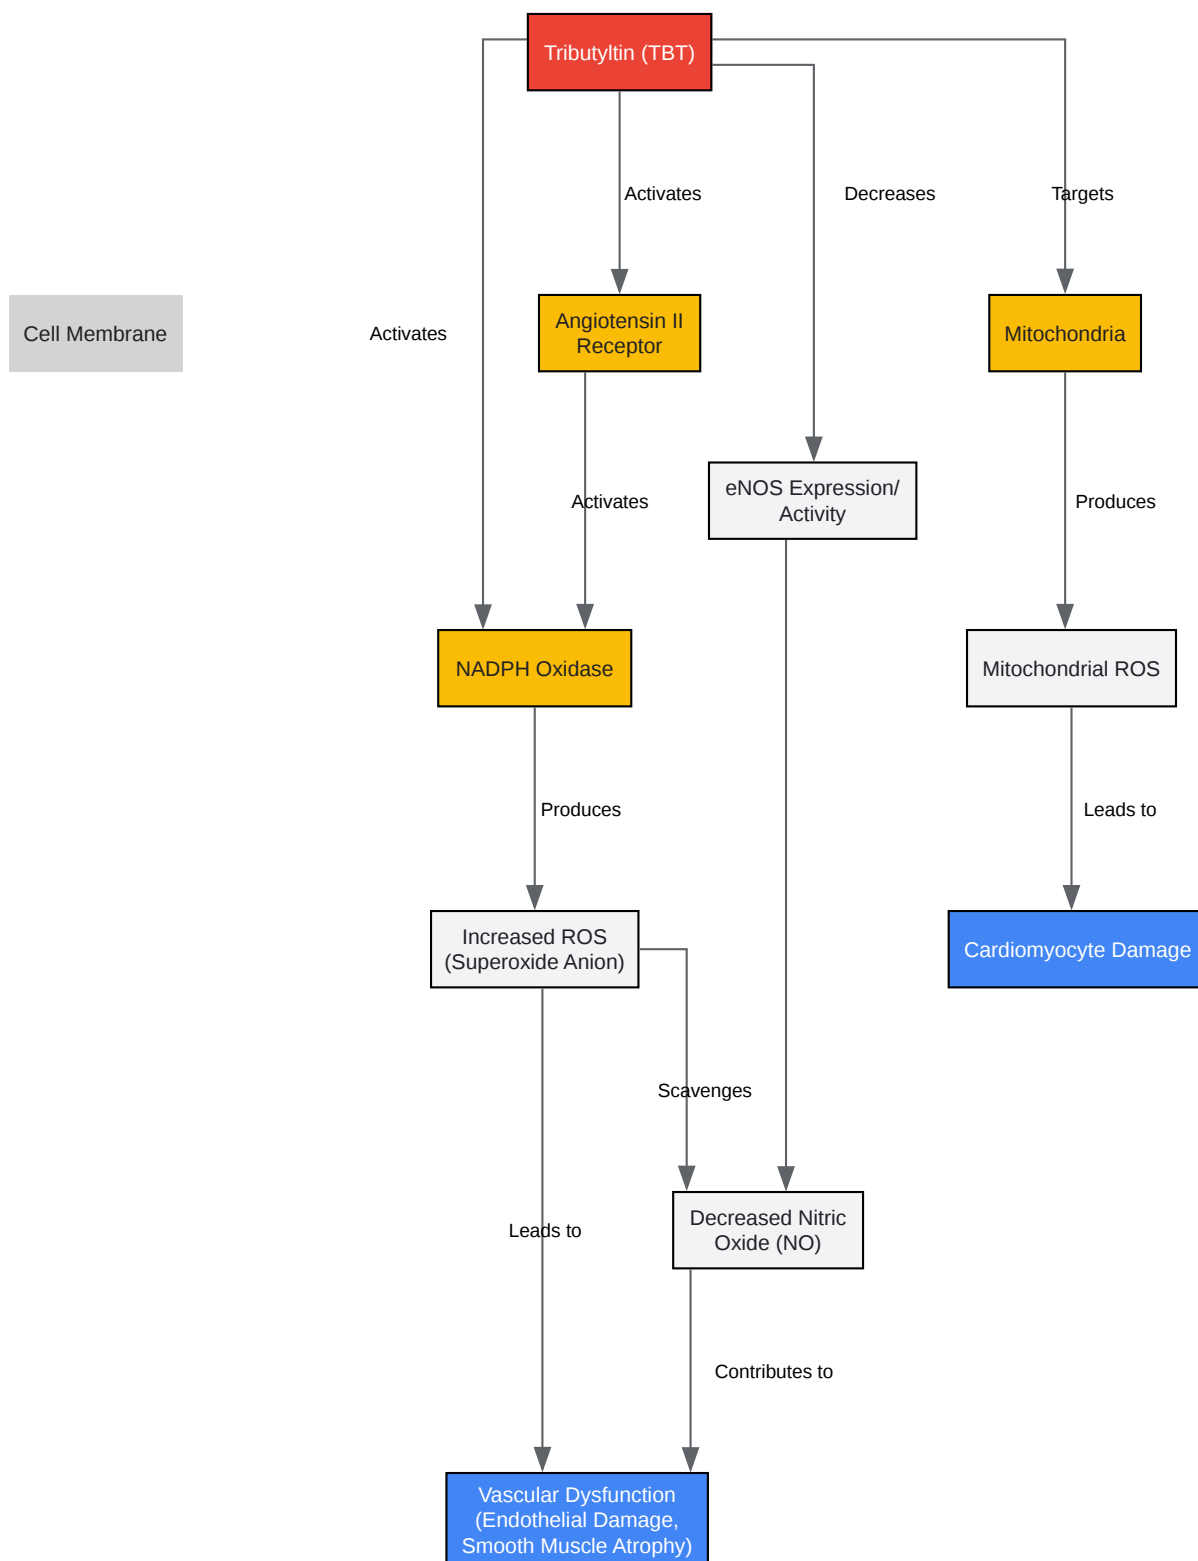 Tributyltin (TBT)
Activates
Decreases
Targets
Cell Membrane
Activates
Angiotensin II
Receptor
Mitochondria
Activates
eNOS Expression/
Activity
Produces
NADPH Oxidase
Mitochondrial ROS
Produces
Leads to
Increased ROS
(Superoxide Anion)
Cardiomyocyte Damage
Scavenges
Leads to
Decreased Nitric
Oxide (NO)
Contributes to
Vascular Dysfunction
(Endothelial Damage,
Smooth Muscle Atrophy)